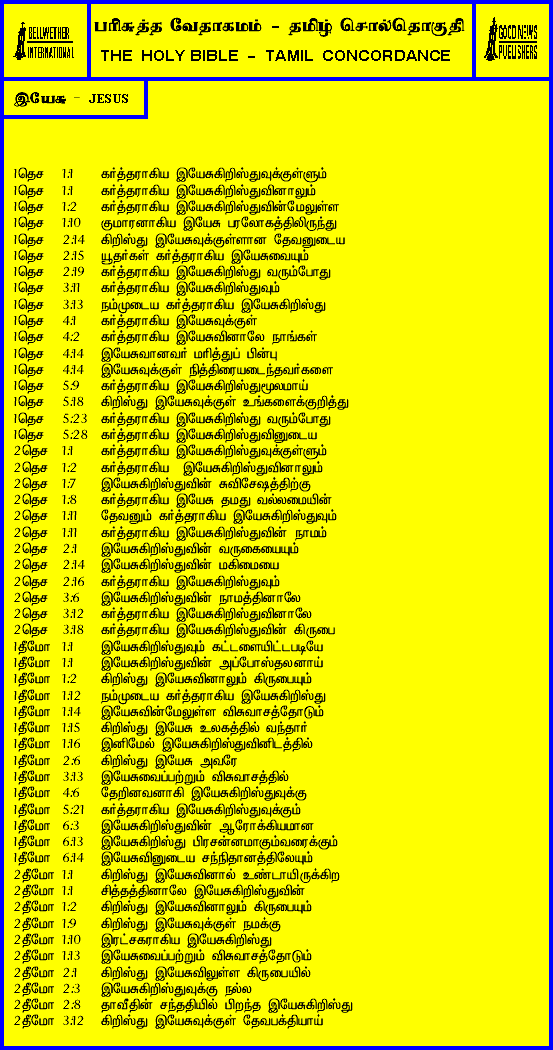 BELLWETHER
INTERNATIONAL
பரிசுத்த வேதாகமம் - தமிழ் சொல்தொகுதி
THE HOLY BIBLE - TAMIL CONCORDANCE
GOOD NEWS
PUBLISHERS
இயேசு - JESUS
1தெச 1:1 கர்த்தராகிய இயேசுகிறிஸ்துவுக்குள்ளும்
1தெச 1:1 கர்த்தராகிய இயேசுகிறிஸ்துவினாலும்
1தெச 1:2 கர்த்தராகிய இயேசுகிறிஸ்துவின்மேலுள்ள
1தெச 1:10 குமாரனாகிய இயேசு பரலோகத்திலிருந்து
1தெச 2:14 கிறிஸ்து இயேசுவுக்குள்ளான தேவனுடைய
1தெச 2:15 யூதர்கள் கர்த்தராகிய இயேசுவையும்
1தெச 2:19 கர்த்தராகிய இயேசுகிறிஸ்து வரும்போது
1தெச 3:11 கர்த்தராகிய இயேசுகிறிஸ்துவும்
1தெச 3:13 நம்முடைய கர்த்தராகிய இயேசுகிறிஸ்து
1தெச 4:1 கர்த்தராகிய இயேசுவுக்குள்
1தெச 4:2 கர்த்தராகிய இயேசுவினாலே நாங்கள்
1தெச 4:14 இயேசுவானவர் மரித்துப் பின்பு
1தெச 4:14 இயேசுவுக்குள் நித்திரையடைந்தவர்களை
1தெச 5:9 கர்த்தராகிய இயேசுகிறிஸ்துமூலமாய்
1தெச 5:18 கிறிஸ்து இயேசுவுக்குள் உங்களைக்குறித்து
1தெச 5:23 கர்த்தராகிய இயேசுகிறிஸ்து வரும்போது
1தெச 5:28 கர்த்தராகிய இயேசுகிறிஸ்துவினுடைய
2தெச 1:1 கர்த்தராகிய இயேசுகிறிஸ்துவுக்குள்ளும்
2தெச 1:2 கர்த்தராகிய இயேசுகிறிஸ்துவினாலும்
2தெச 1:7 இயேசுகிறிஸ்துவின் சுவிசேஷத்திற்கு
2தெச 1:8 கர்த்தராகிய இயேசு தமது வல்லமையின்
2தெச 1:11 தேவனும் கர்த்தராகிய இயேசுகிறிஸ்துவும்
2தெச 1:11 கர்த்தராகிய இயேசுகிறிஸ்துவின் நாமம்
2தெச 2:1 இயேசுகிறிஸ்துவின் வருகையையும்
2தெச 2:14 இயேசுகிறிஸ்துவின் மகிமையை
2தெச 2:16 கர்த்தராகிய இயேசுகிறிஸ்துவும்
2தெச 3:6 இயேசுகிறிஸ்துவின் நாமத்தினாலே
2தெச 3:12 கர்த்தராகிய இயேசுகிறிஸ்துவினாலே
2தெச 3:18 கர்த்தராகிய இயேசுகிறிஸ்துவின் கிருபை
1தீமோ 1:1 இயேசுகிறிஸ்துவும் கட்டளையிட்டபடியே
1தீமோ 1:1 இயேசுகிறிஸ்துவின் அப்போஸ்தலனாய்
1தீமோ 1:2 கிறிஸ்து இயேசுவினாலும் கிருபையும்
1தீமோ 1:12 நம்முடைய கர்த்தராகிய இயேசுகிறிஸ்து
1தீமோ 1:14 இயேசுவின்மேலுள்ள விசுவாசத்தோடும்
1தீமோ 1:15 கிறிஸ்து இயேசு உலகத்தில் வந்தார்
1தீமோ 1:16 இனிமேல் இயேசுகிறிஸ்துவினிடத்தில்
1தீமோ 2:6 கிறிஸ்து இயேசு அவரே
1தீமோ 3:13 இயேசுவைப்பற்றும் விசுவாசத்தில்
1தீமோ 4:6 தேறினவனாகி இயேசுகிறிஸ்துவுக்கு
1தீமோ 5:21 கர்த்தராகிய இயேசுகிறிஸ்துவுக்கும்
1தீமோ 6:3 இயேசுகிறிஸ்துவின் ஆரோக்கியமான
1தீமோ 6:13 இயேசுகிறிஸ்து பிரசன்னமாகும்வரைக்கும்
1தீமோ 6:14 இயேசுவினுடைய சந்நிதானத்திலேயும்
2தீமோ 1:1 கிறிஸ்து இயேசுவினால் உண்டாயிருக்கிற
2தீமோ 1:1 சித்தத்தினாலே இயேசுகிறிஸ்துவின்
2தீமோ 1:2 கிறிஸ்து இயேசுவினாலும் கிருபையும்
2தீமோ 1:9 கிறிஸ்து இயேசுவுக்குள் நமக்கு
2தீமோ 1:10 இரட்சகராகிய இயேசுகிறிஸ்து
2தீமோ 1:13 இயேசுவைப்பற்றும் விசுவாசத்தோடும்
2தீமோ 2:1 கிறிஸ்து இயேசுவிலுள்ள கிருபையில்
2தீமோ 2:3 இயேசுகிறிஸ்துவுக்கு நல்ல
2தீமோ 2:8 தாவீதின் சந்ததியில் பிறந்த இயேசுகிறிஸ்து
2தீமோ 3:12 கிறிஸ்து இயேசுவுக்குள் தேவபக்தியாய்